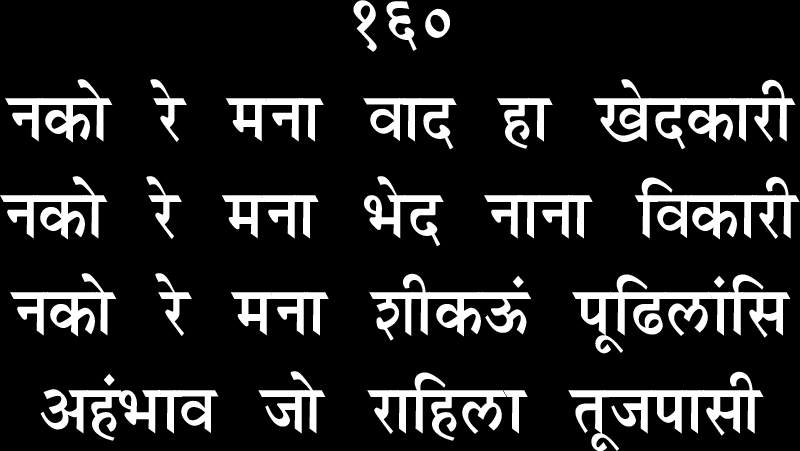 १६०
नको रे मना वाद हा खेदकारी
नको रे मना भेद नाना विकारी
नको रे मना शीकऊं पूढिलांसि
अहंभाव जो राहिला तूजपासी